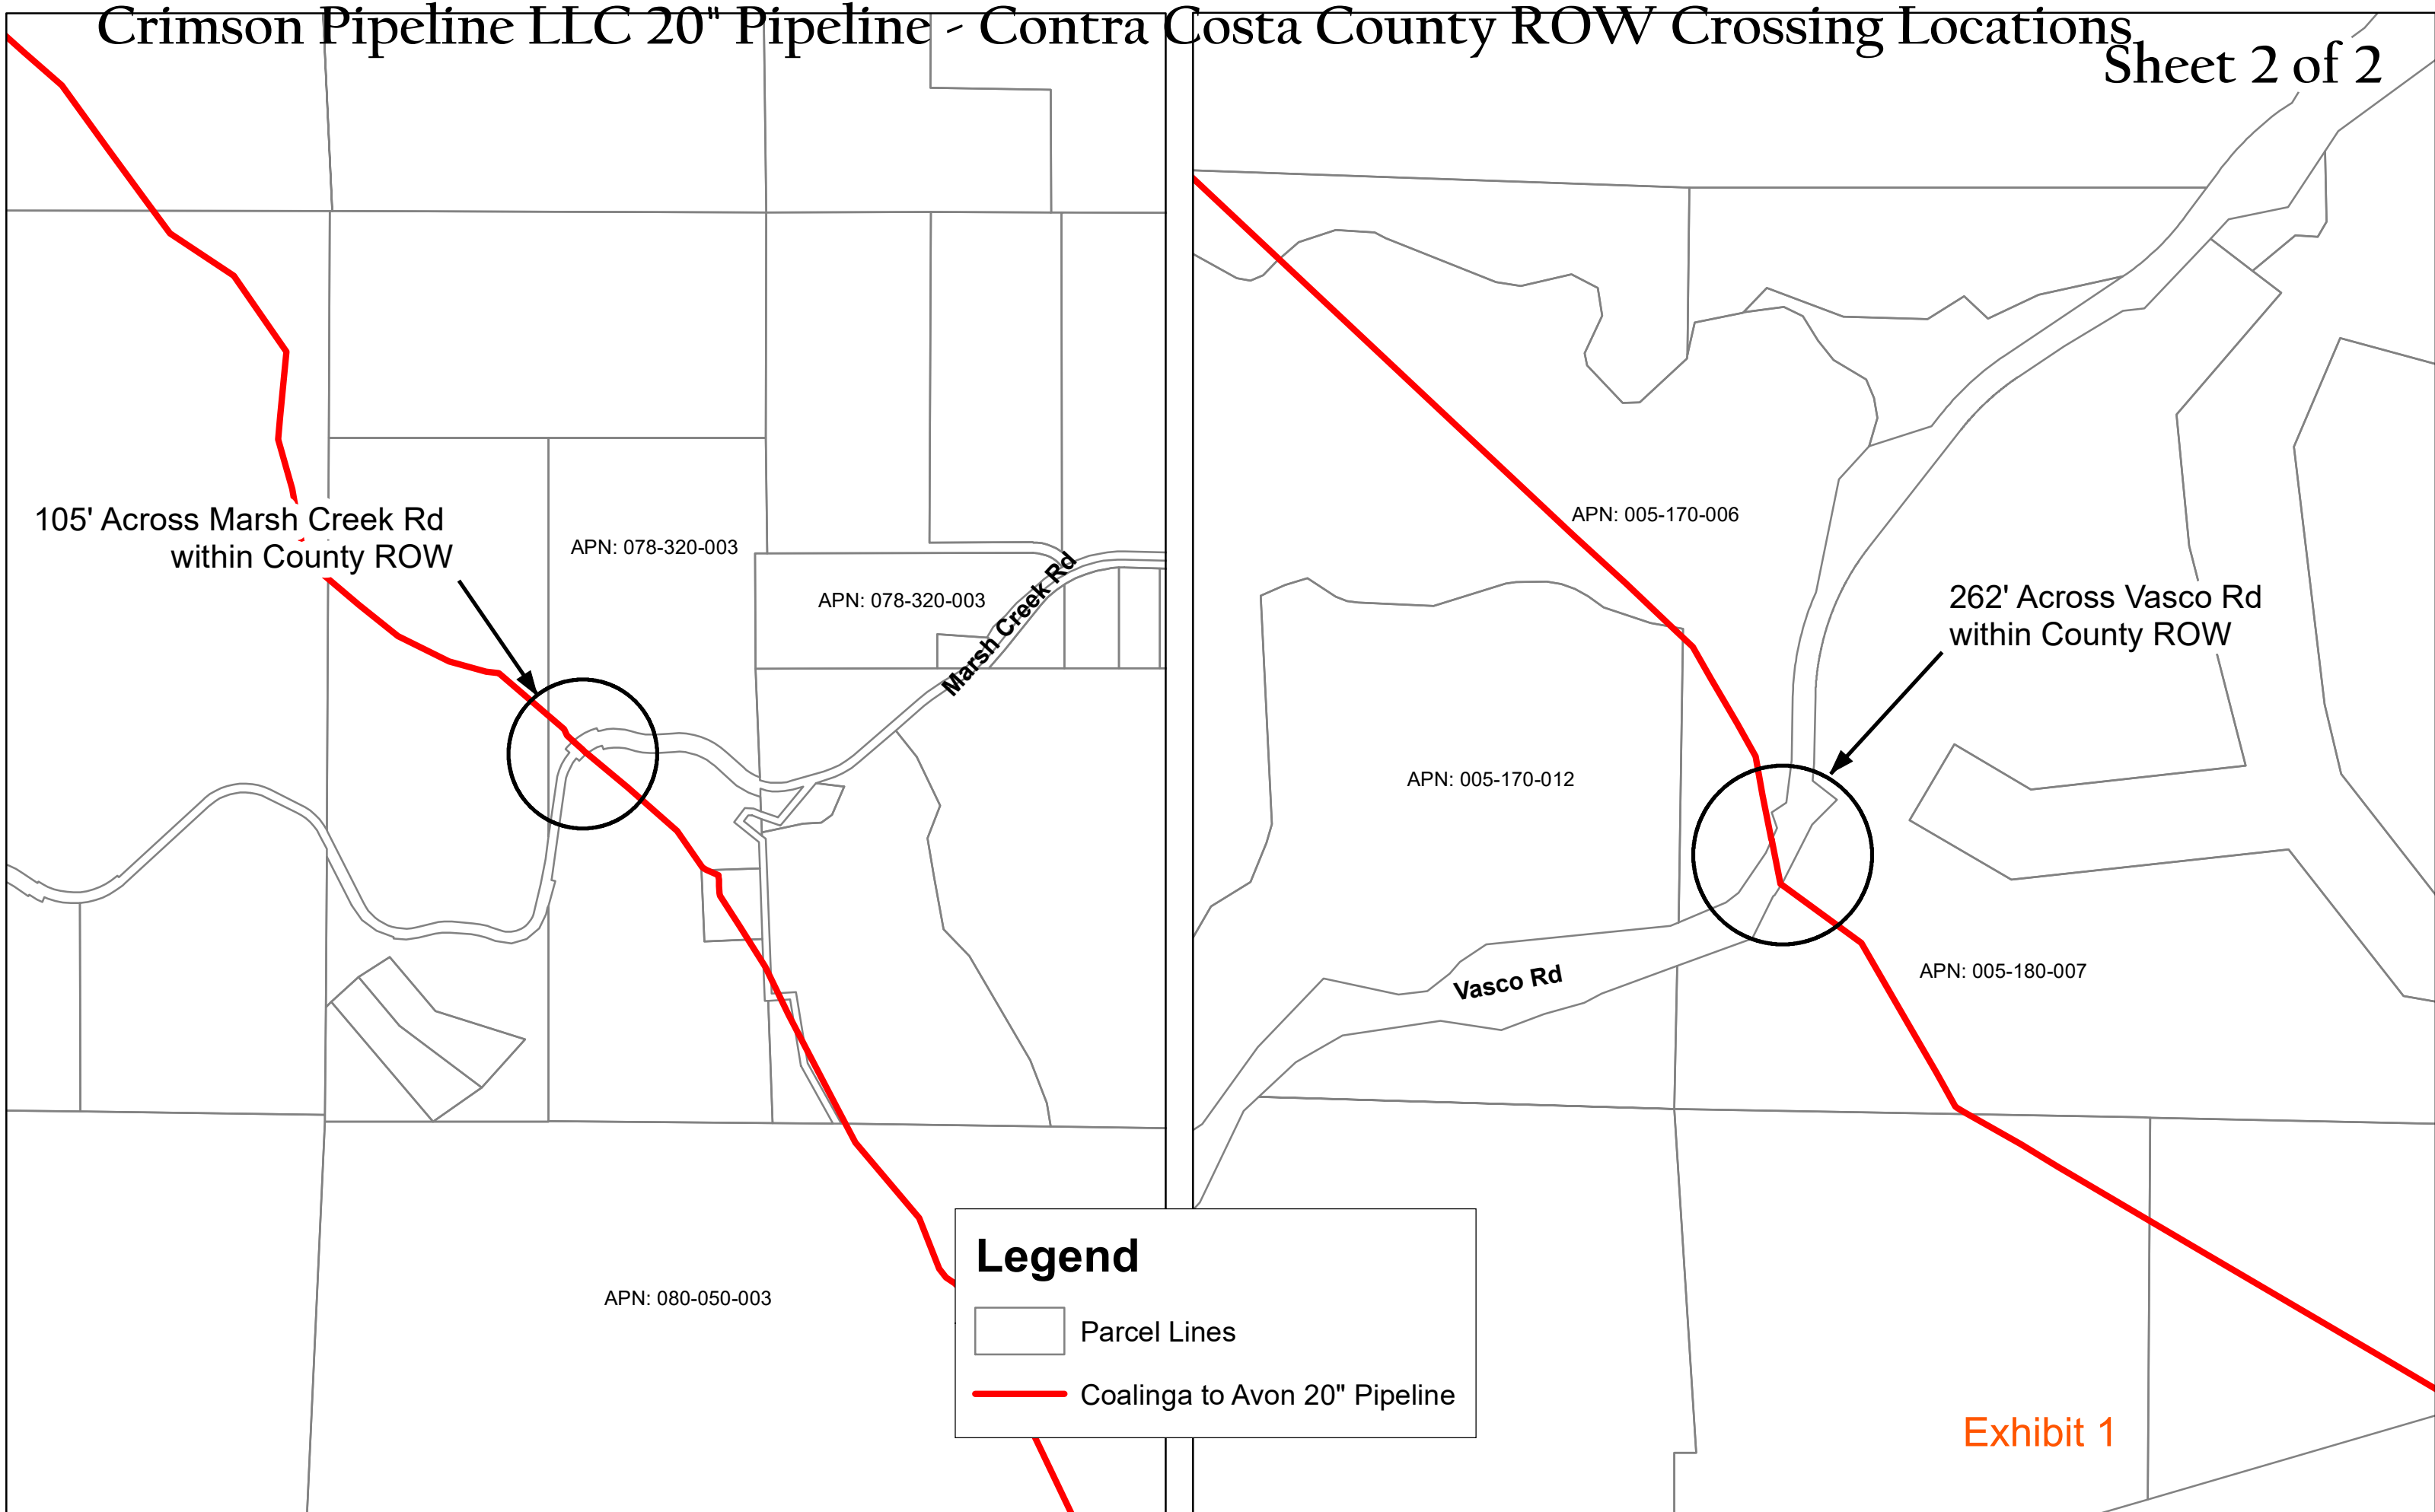 Crimson Pipeline LLC 20" Pipeline - Contra Costa County ROW Crossing Locations
Sheet 2 of 2
105' Across Marsh Creek Rd
within County ROW
APN: 078-320-003
APN: 078-320-003
Marsh Creek Rd
APN: 080-050-003
APN: 005-170-006
262' Across Vasco Rd
within County ROW
APN: 005-170-012
APN: 005-180-007
Vasco Rd
Legend
Parcel Lines
Coalinga to Avon 20" Pipeline
Exhibit 1